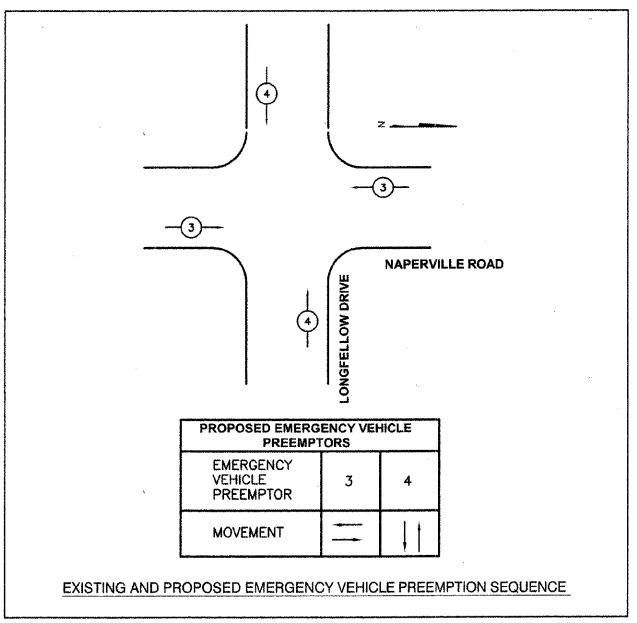 4
N
3
3
NAPERVILLE ROAD
4
LONGFELLOW DRIVE
PROPOSED EMERGENCY VEHICLE
PREEMPTORS
EMERGENCY
VEHICLE
PREEMPTOR
3
4
MOVEMENT
EXISTING AND PROPOSED EMERGENCY VEHICLE PREEMPTION SEQUENCE